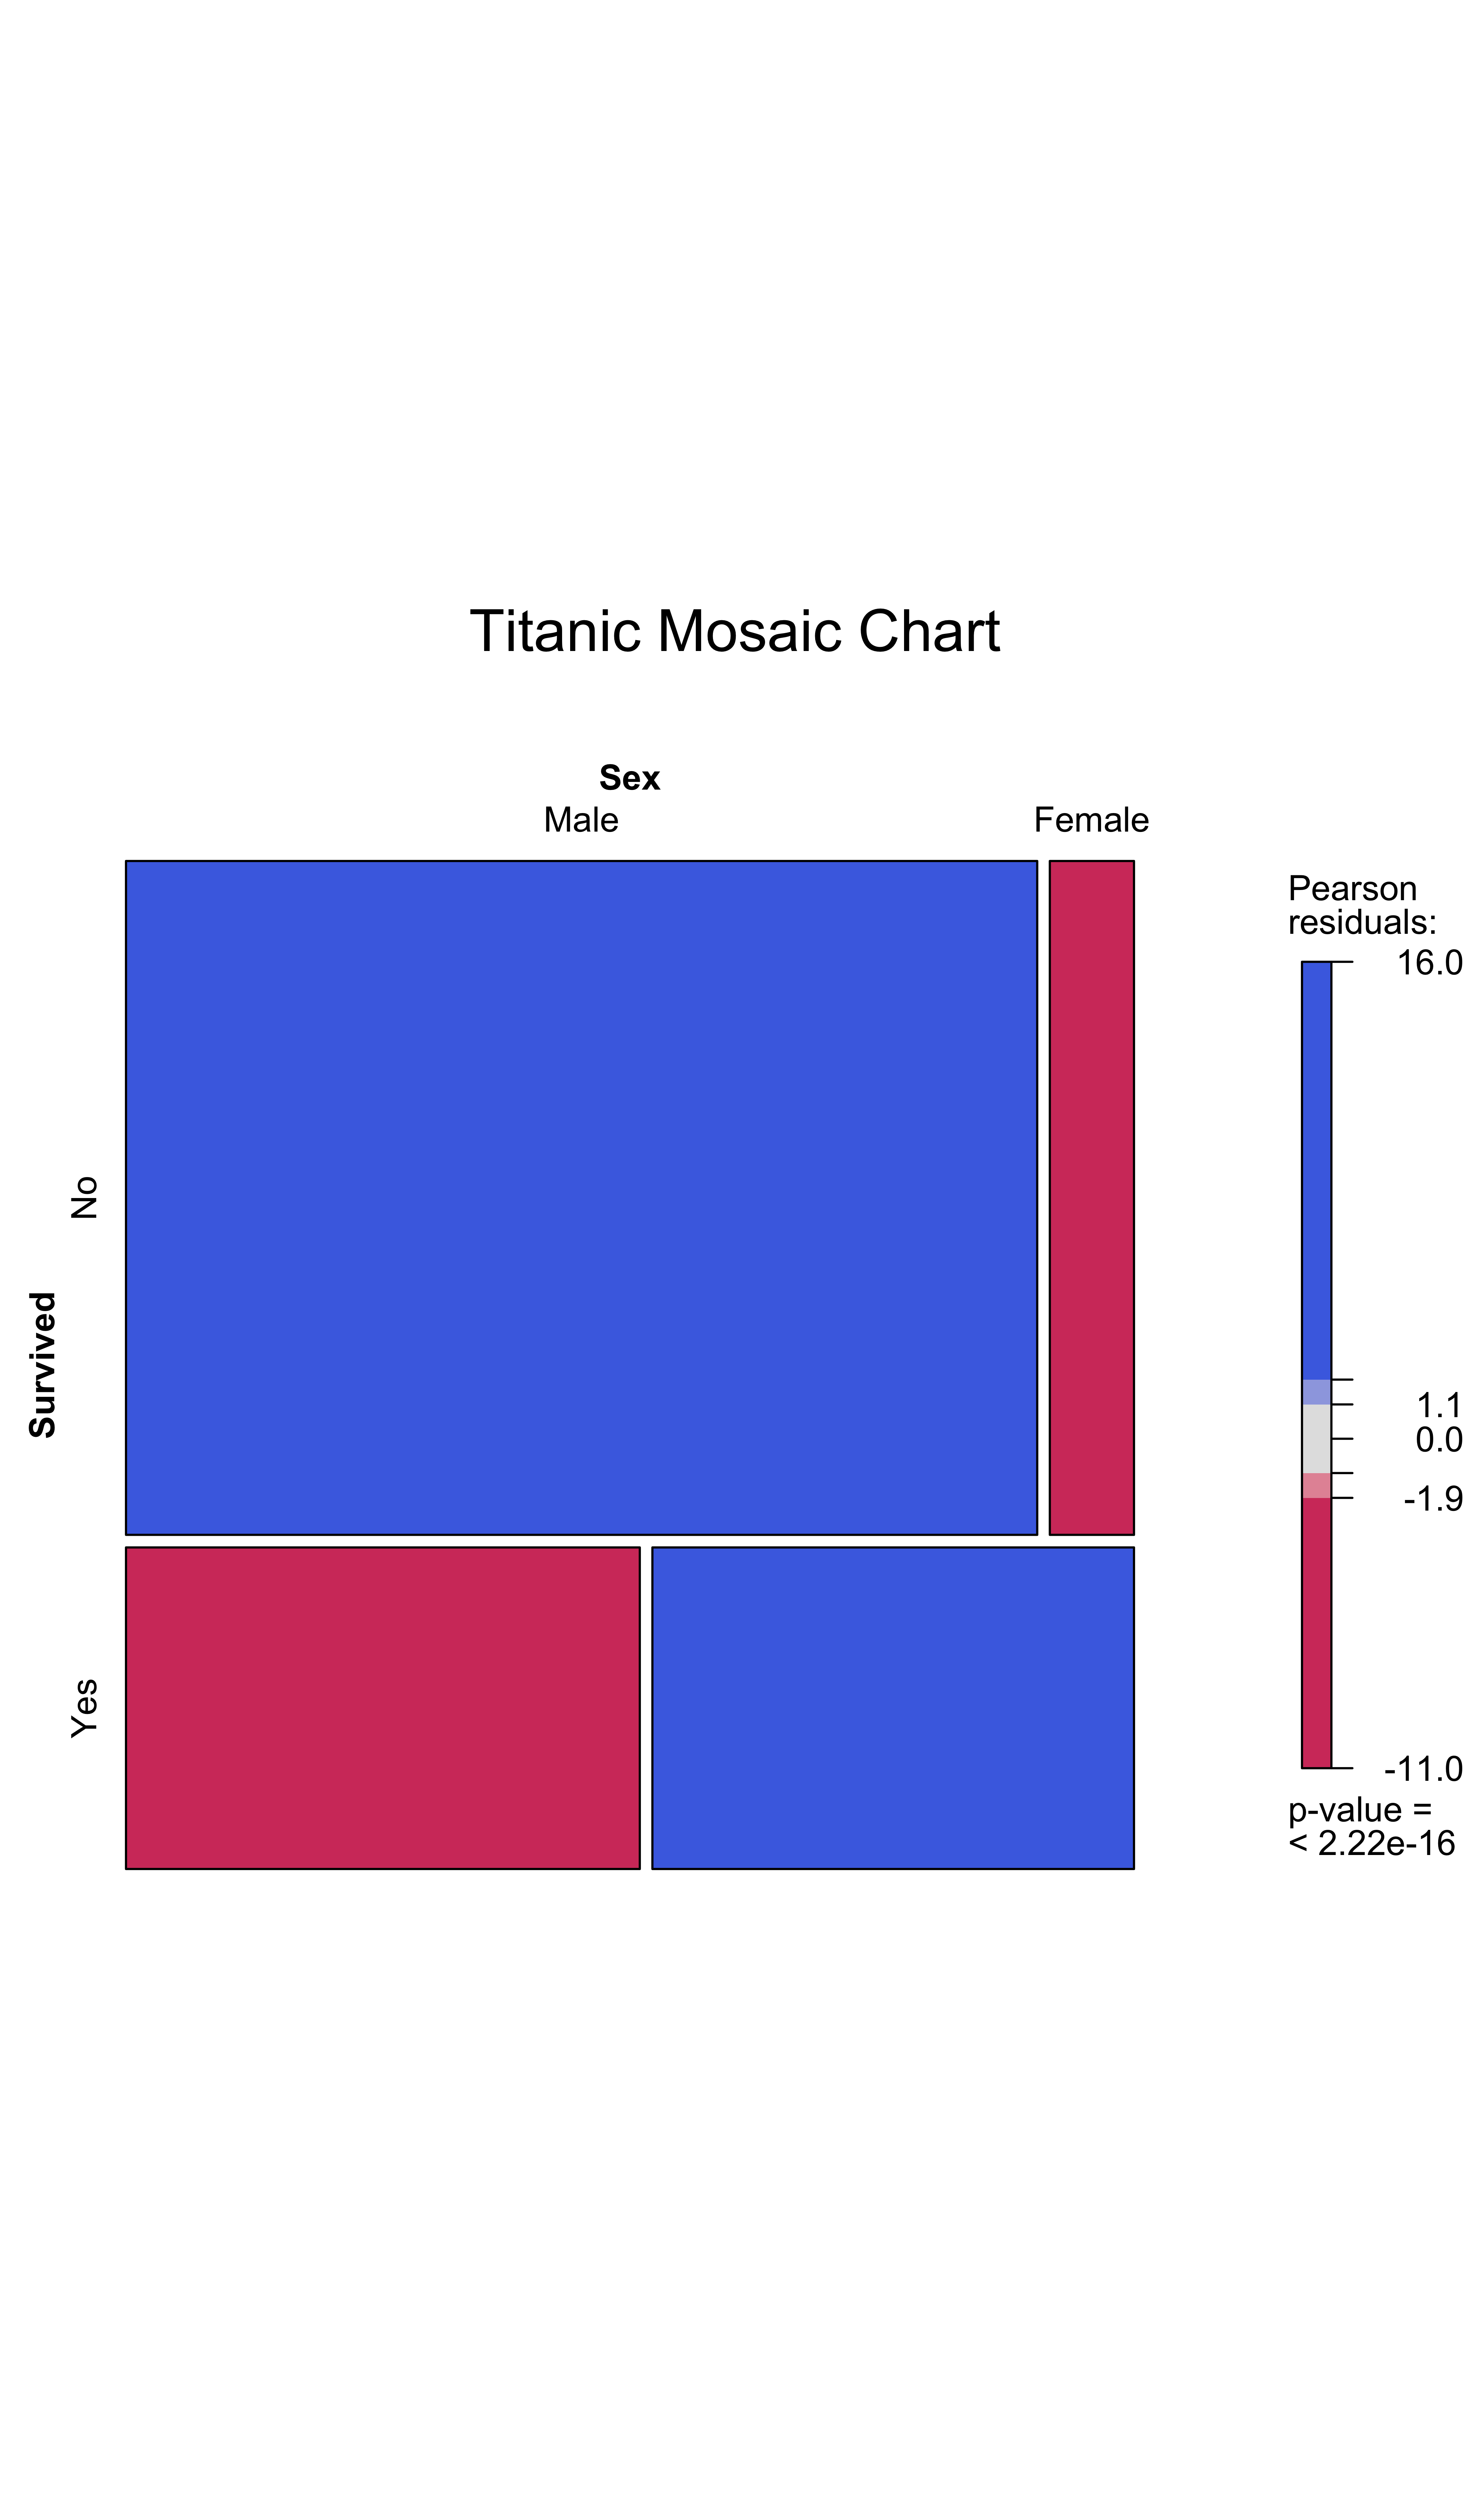 Titanic Mosaic Chart
Sex
Male Female
Survived
No
Yes
Pearson
residuals:
16.0
1.1
0.0
-1.9
-11.0
p-value =
< 2.22e-16